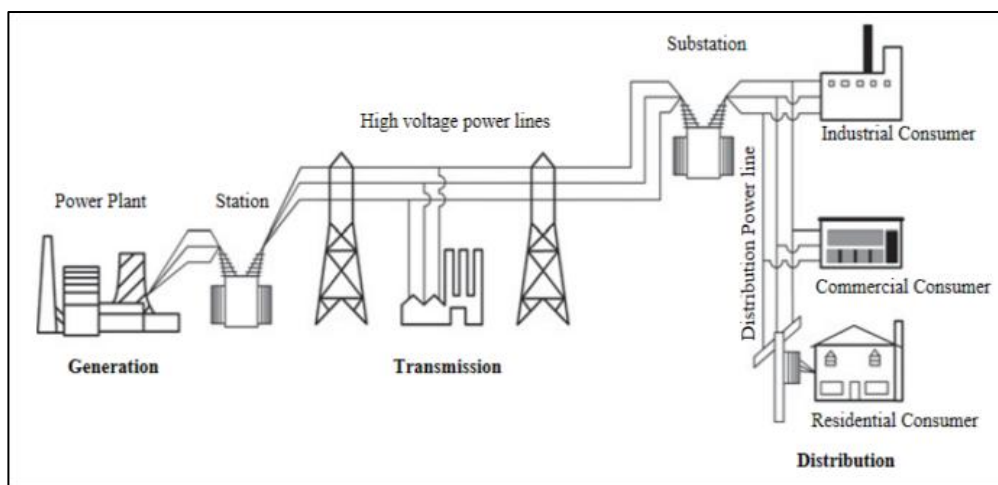 Substation
High voltage power lines
Industrial Consumer
Power Plant
Station
Distribution Power line
Commercial Consumer
Generation
Transmission
Residential Consumer
Distribution